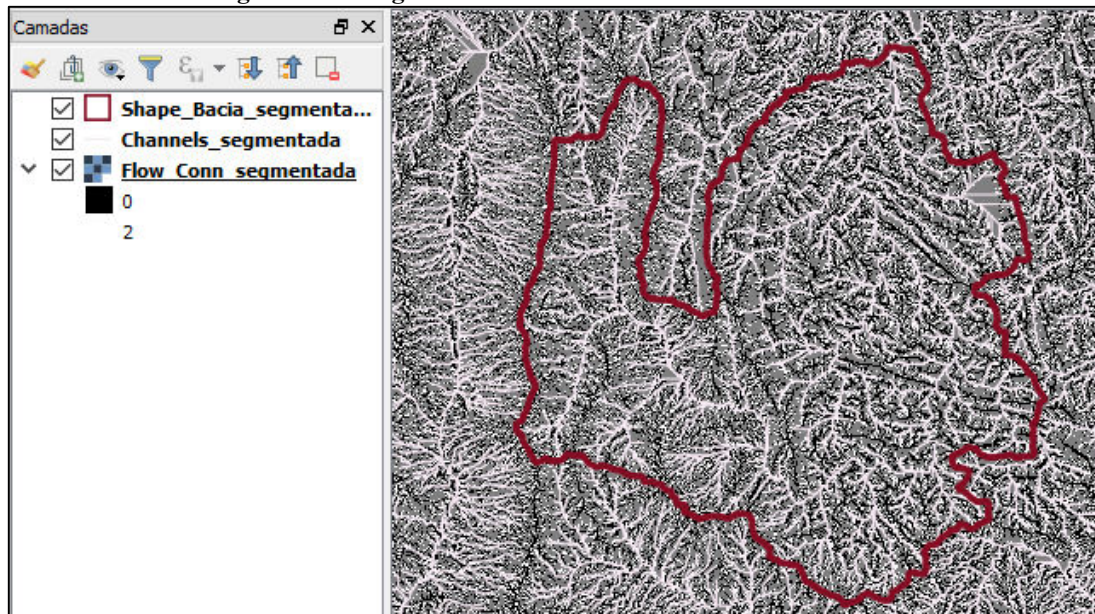 Camadas
Shape_Bacia_segmenta...
Channels_segmentada
Flow_Conn_segmentada
0
2